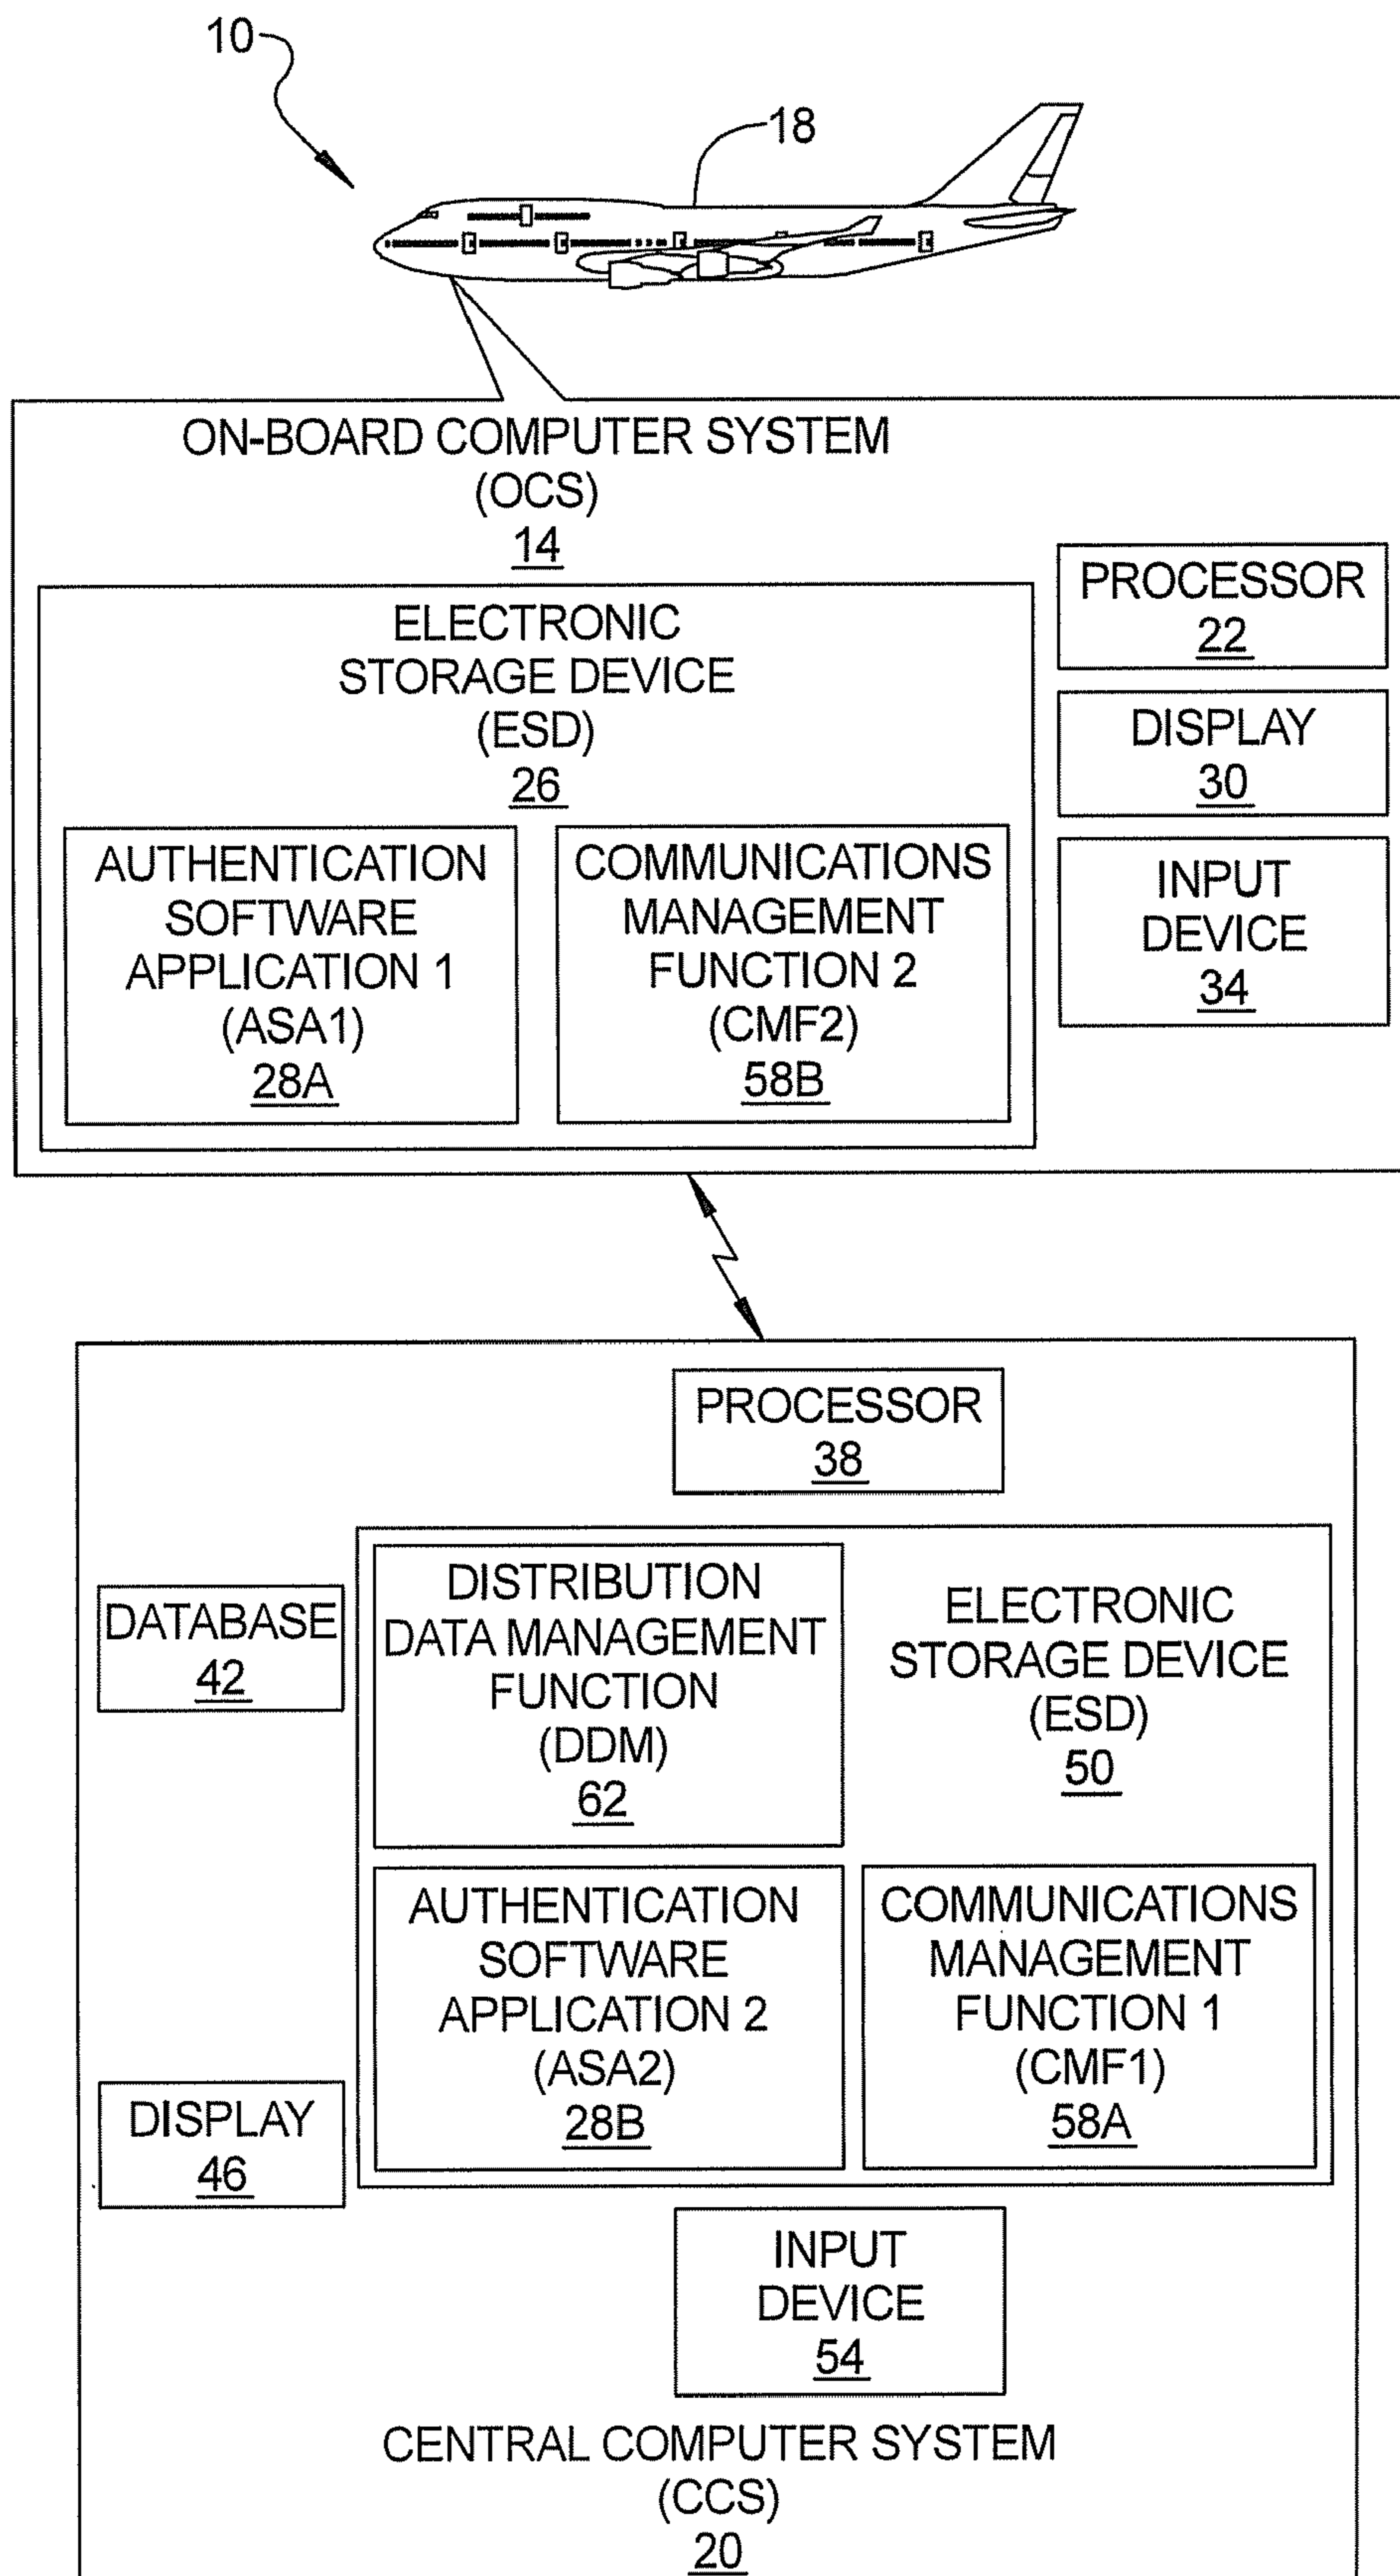 10
18
ON-BOARD COMPUTER SYSTEM
(OCS)
14
ELECTRONIC
STORAGE DEVICE
(ESD)
26
AUTHENTICATION
SOFTWARE
APPLICATION 1
(ASA1)
28A
COMMUNICATIONS
MANAGEMENT
FUNCTION 2
(CMF2)
58B
PROCESSOR
22
DISPLAY
30
INPUT
DEVICE
34
PROCESSOR
38
DATABASE
42
DISTRIBUTION
DATA MANAGEMENT
FUNCTION
(DDM)
62
ELECTRONIC
STORAGE DEVICE
(ESD)
50
AUTHENTICATION
SOFTWARE
APPLICATION 2
(ASA2)
28B
COMMUNICATIONS
MANAGEMENT
FUNCTION 1
(CMF1)
58A
DISPLAY
46
INPUT
DEVICE
54
CENTRAL COMPUTER SYSTEM
(CCS)
20